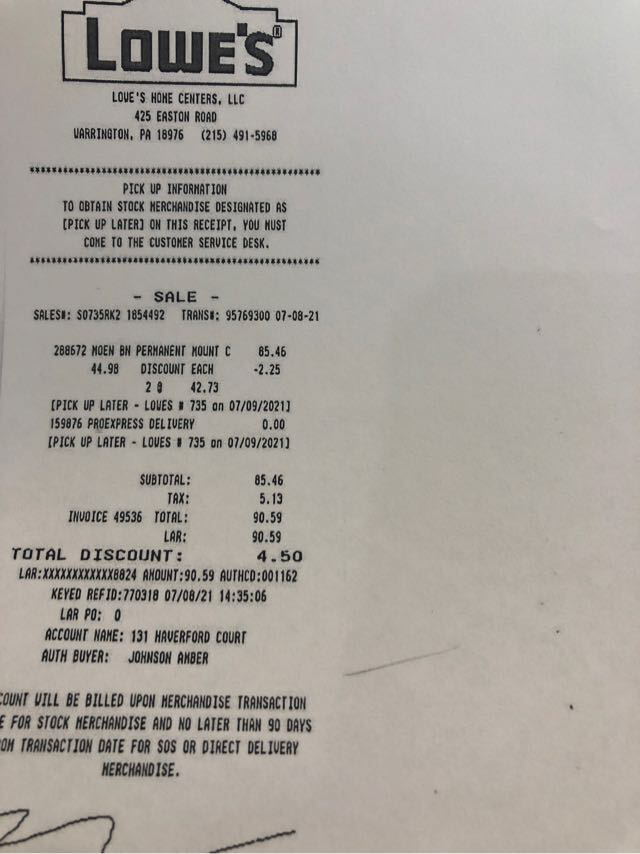 LOWE'S®
LOWE'S HOME CENTERS, LLC
425 EASTON ROAD
WARRINGTON, PA 18976 (215) 491-5968
******************************************************
PICK UP INFORMATION
TO OBTAIN STOCK MERCHANDISE DESIGNATED AS
[PICK UP LATER] ON THIS RECEIPT, YOU MUST
COME TO THE CUSTOMER SERVICE DESK.
******************************************************
- SALE -
SALES#: S0735RK2 1854492 TRANS#: 95769300 07-08-21
288672 MOEN BN PERMANENT MOUNT C 85.46
44.98 DISCOUNT EACH -2.25
2 @ 42.73
[PICK UP LATER - LOWES # 735 on 07/09/2021]
159876 PROEXPRESS DELIVERY 0.00
[PICK UP LATER - LOWES # 735 on 07/09/2021]
SUBTOTAL: 85.46
TAX: 5.13
INVOICE 49536 TOTAL: 90.59
LAR: 90.59
TOTAL DISCOUNT: 4.50
LAR:XXXXXXXXXXXX8824 AMOUNT:90.59 AUTHCD:001162
KEYED REFID:770318 07/08/21 14:35:06
LAR PO: 0
ACCOUNT NAME: 131 HAVERFORD COURT
AUTH BUYER: JOHNSON AMBER
COUNT WILL BE BILLED UPON MERCHANDISE TRANSACTION
E FOR STOCK MERCHANDISE AND NO LATER THAN 90 DAYS
OM TRANSACTION DATE FOR SOS OR DIRECT DELIVERY
MERCHANDISE.